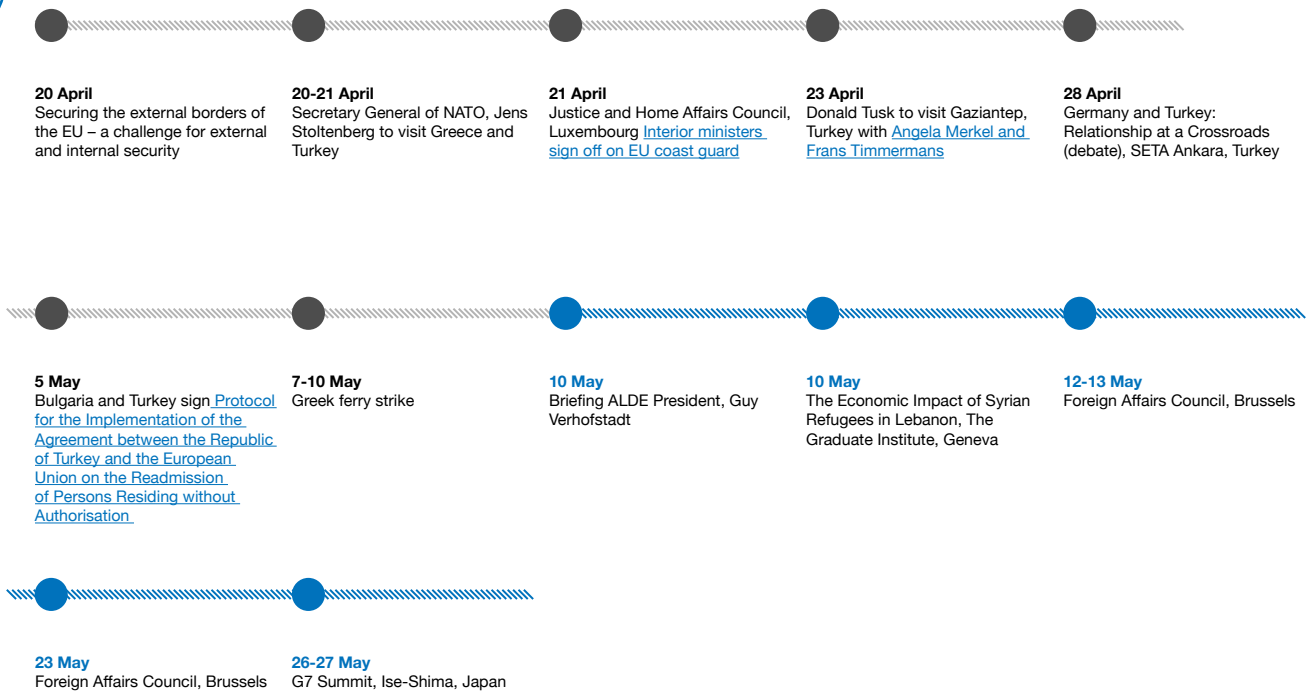 20 April
Securing the external borders of
the EU – a challenge for external
and internal security
20-21 April
Secretary General of NATO, Jens
Stoltenberg to visit Greece and
Turkey
21 April
Justice and Home Affairs Council,
Luxembourg Interior ministers
sign off on EU coast guard
23 April
Donald Tusk to visit Gaziantep,
Turkey with Angela Merkel and
Frans Timmermans
28 April
Germany and Turkey:
Relationship at a Crossroads
(debate), SETA Ankara, Turkey
5 May
Bulgaria and Turkey sign Protocol
for the Implementation of the
Agreement between the Republic
of Turkey and the European
Union on the Readmission
of Persons Residing without
Authorisation
7-10 May
Greek ferry strike
10 May
Briefing ALDE President, Guy
Verhofstadt
10 May
The Economic Impact of Syrian
Refugees in Lebanon, The
Graduate Institute, Geneva
12-13 May
Foreign Affairs Council, Brussels
23 May
Foreign Affairs Council, Brussels
26-27 May
G7 Summit, Ise-Shima, Japan